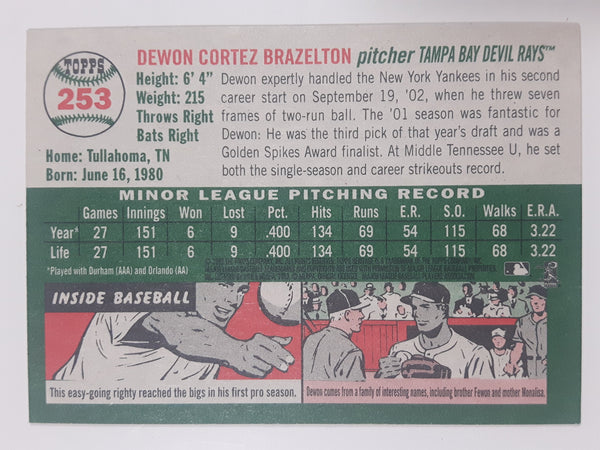 TOPPS
253
DEWON CORTEZ BRAZELTON pitcher TAMPA BAY DEVIL RAYS™
Height: 6' 4"
Weight: 215
Throws Right
Bats Right
Home: Tullahoma, TN
Born: June 16, 1980
Dewon expertly handled the New York Yankees in his second
career start on September 19, '02, when he threw seven
frames of two-run ball. The '01 season was fantastic for
Dewon: He was the third pick of that year's draft and was a
Golden Spikes Award finalist. At Middle Tennessee U, he set
both the single-season and career strikeouts record.
MINOR LEAGUE PITCHING RECORD
Games Innings Won Lost Pct. Hits Runs E.R. S.O. Walks E.R.A.
Year* 27 151 6 9 .400 134 69 54 115 68 3.22
Life 27 151 6 9 .400 134 69 54 115 68 3.22
*Played with Durham (AAA) and Orlando (AA)
INSIDE BASEBALL
This easy-going righty reached the bigs in his first pro season.
Dewon comes from a family of interesting names, including brother Fewon and mother Monalisa.